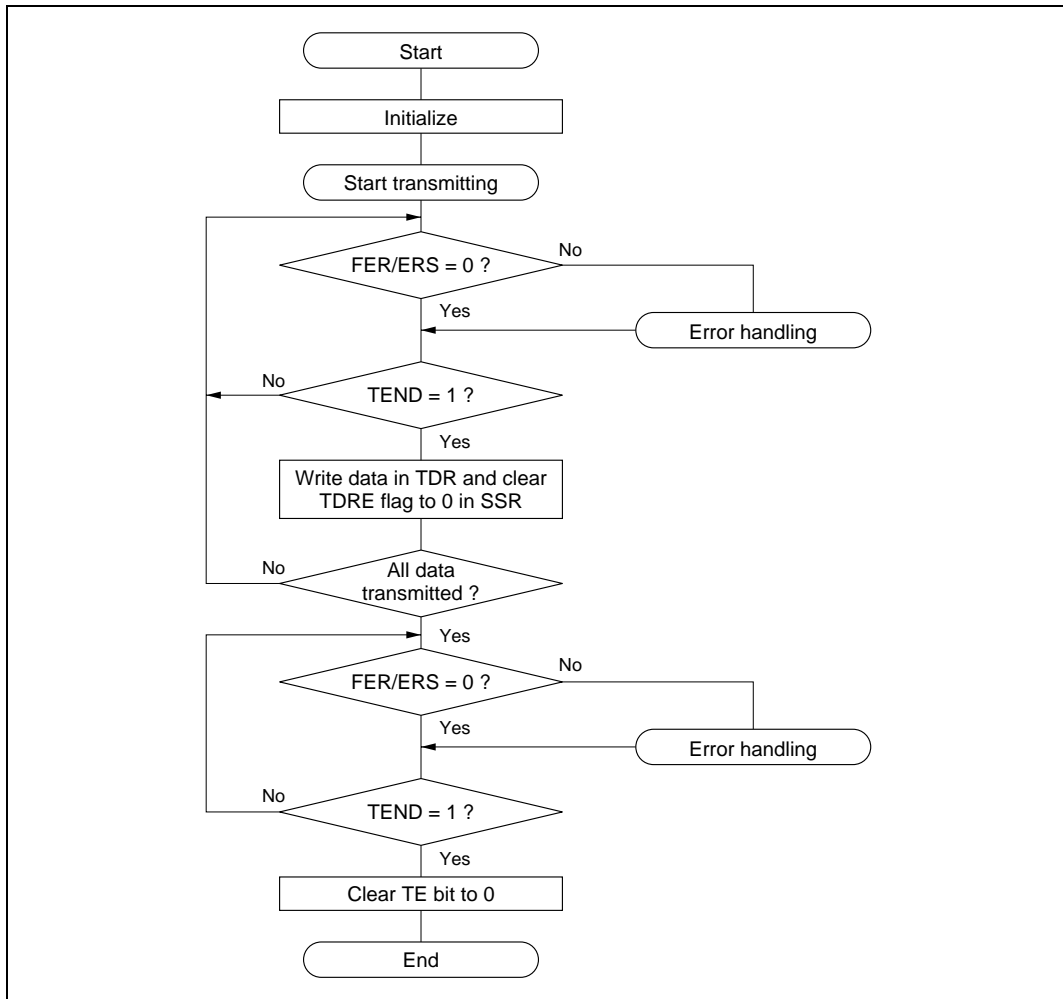 Start
Initialize
Start transmitting
FER/ERS = 0 ?
No
Yes
Error handling
No
TEND = 1 ?
Yes
Write data in TDR and clear
TDRE flag to 0 in SSR
No
All data
transmitted ?
Yes
FER/ERS = 0 ?
No
Yes
Error handling
No
TEND = 1 ?
Yes
Clear TE bit to 0
End